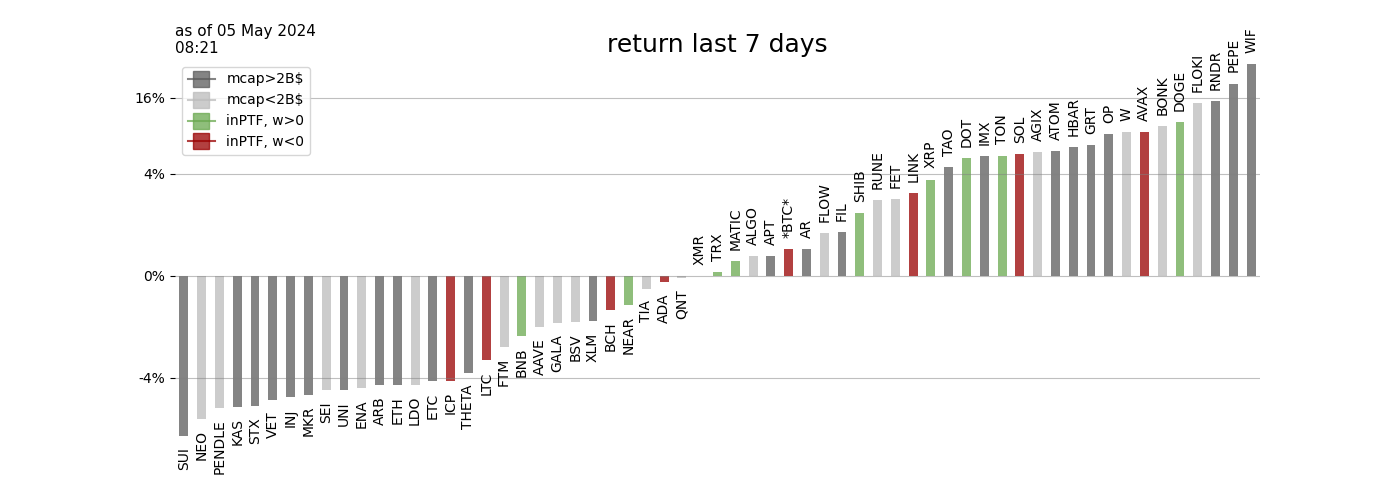 as of 05 May 2024
08:21
return last 7 days
mcap>2B$
mcap<2B$
inPTF, w>0
inPTF, w<0
16%
4%
0%
-4%
SUI
NEO
PENDLE
KAS
STX
VET
INJ
MKR
SEI
UNI
ENA
ARB
ETH
LDO
ETC
ICP
THETA
LTC
FTM
BNB
AAVE
GALA
BSV
XLM
BCH
NEAR
TIA
ADA
QNT
XMR
TRX
MATIC
ALGO
APT
*BTC*
AR
FLOW
FIL
SHIB
RUNE
FET
LINK
XRP
TAO
DOT
IMX
TON
SOL
AGIX
ATOM
HBAR
GRT
OP
W
AVAX
BONK
DOGE
FLOKI
RNDR
PEPE
WIF